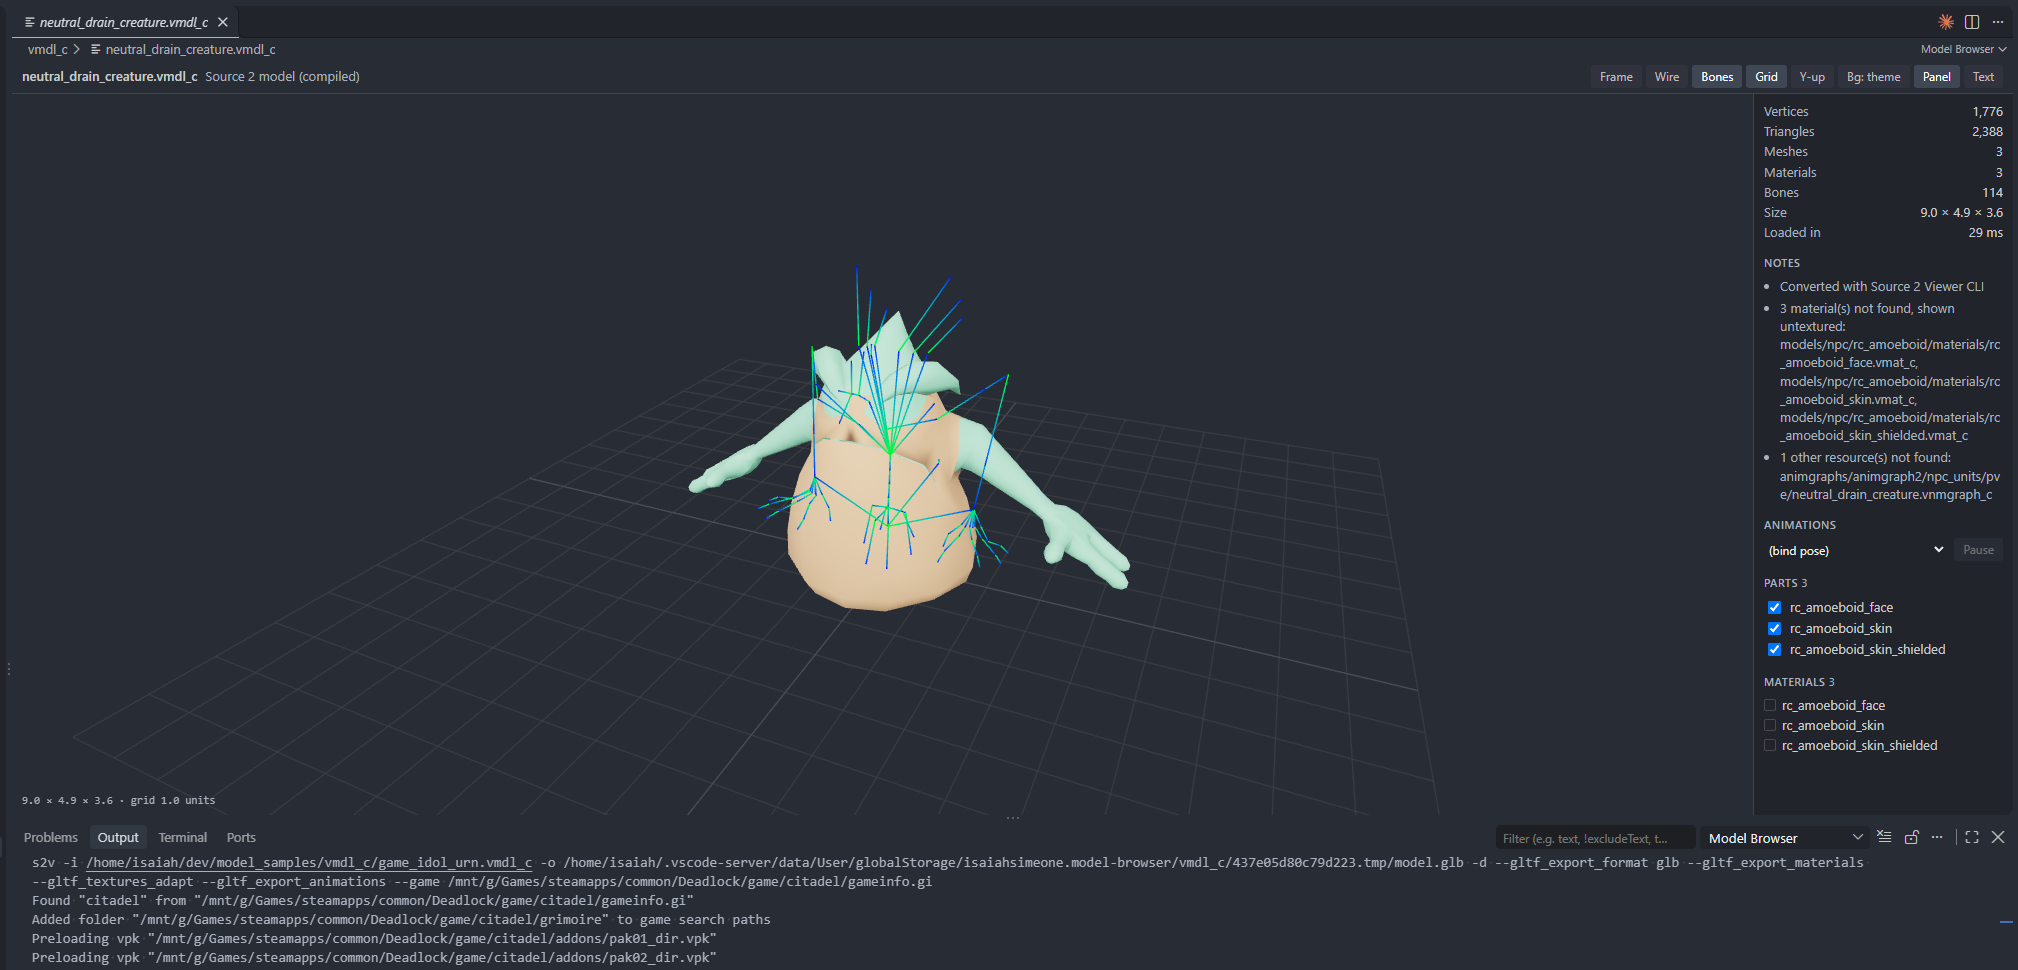 neutral_drain_creature.vmdl_c
vmdl_c > neutral_drain_creature.vmdl_c
Model Browser
neutral_drain_creature.vmdl_c Source 2 model (compiled)
Frame Wire Bones Grid Y-up Bg: theme Panel Text
Vertices 1,776
Triangles 2,388
Meshes 3
Materials 3
Bones 114
Size 9.0 × 4.9 × 3.6
Loaded in 29 ms
NOTES
• Converted with Source 2 Viewer CLI
• 3 material(s) not found, shown
untextured:
models/npc/rc_amoeboid/materials/rc
_amoeboid_face.vmat_c,
models/npc/rc_amoeboid/materials/rc
_amoeboid_skin.vmat_c,
models/npc/rc_amoeboid/materials/rc
_amoeboid_skin_shielded.vmat_c
• 1 other resource(s) not found:
animgraphs/animgraph2/npc_units/pv
e/neutral_drain_creature.vnmgraph_c
ANIMATIONS
(bind pose) Pause
PARTS 3
rc_amoeboid_face
rc_amoeboid_skin
rc_amoeboid_skin_shielded
MATERIALS 3
rc_amoeboid_face
rc_amoeboid_skin
rc_amoeboid_skin_shielded
9.0 × 4.9 × 3.6 · grid 1.0 units
Problems Output Terminal Ports
Filter (e.g. text, !excludeText, t...
Model Browser
s2v -i /home/isaiah/dev/model_samples/vmdl_c/game_idol_urn.vmdl_c -o /home/isaiah/.vscode-server/data/User/globalStorage/isaiahsimeone.model-browser/vmdl_c/437e05d80c79d223.tmp/model.glb -d --gltf_export_format glb --gltf_export_materials
--gltf_textures_adapt --gltf_export_animations --game /mnt/g/Games/steamapps/common/Deadlock/game/citadel/gameinfo.gi
Found "citadel" from "/mnt/g/Games/steamapps/common/Deadlock/game/citadel/gameinfo.gi"
Added folder "/mnt/g/Games/steamapps/common/Deadlock/game/citadel/grimoire" to game search paths
Preloading vpk "/mnt/g/Games/steamapps/common/Deadlock/game/citadel/addons/pak01_dir.vpk"
Preloading vpk "/mnt/g/Games/steamapps/common/Deadlock/game/citadel/addons/pak02_dir.vpk"